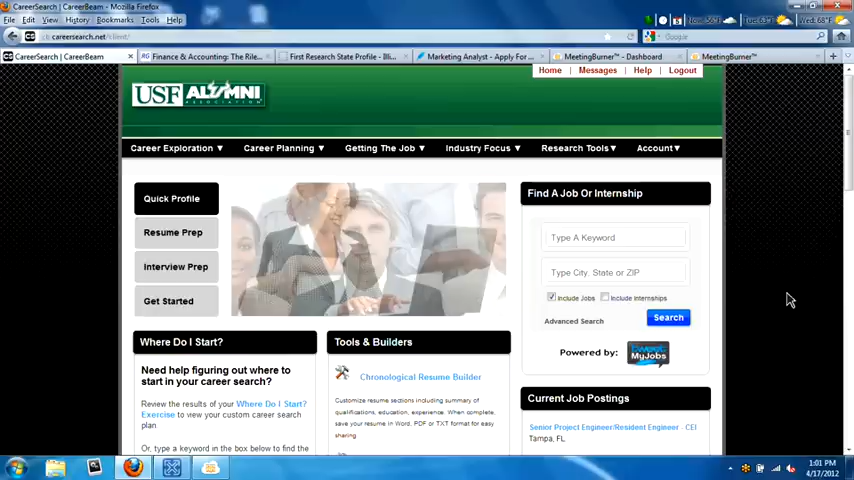 CareerSearch | CareerBeam - Mozilla Firefox
File Edit View History Bookmarks Tools Help
Now: 56°F Tue: 63°F Wed: 68°F
careersearch.net/client/
Google
CareerSearch | CareerBeam
Finance & Accounting: The Rile...
First Research State Profile - Illi...
Marketing Analyst - Apply For ...
MeetingBurner™ - Dashboard
MeetingBurner™
Home Messages Help Logout
USF ALUMNI
ASSOCIATION
Career Exploration ▼ Career Planning ▼ Getting The Job ▼ Industry Focus ▼ Research Tools▼ Account▼
Quick Profile
Resume Prep
Interview Prep
Get Started
Find A Job Or Internship
Type A Keyword
Type City, State or ZIP
Include Jobs Include Internships
Advanced Search Search
Powered by: TweetMyJobs
Where Do I Start?
Need help figuring out where to
start in your career search?
Review the results of your Where Do I Start?
Exercise to view your custom career search
plan.
Or, type a keyword in the box below to find the
Tools & Builders
Chronological Resume Builder
Customize resume sections including summary of
qualifications, education, experience. When complete,
save your resume in Word, PDF or TXT format for easy
sharing.
Current Job Postings
Senior Project Engineer/Resident Engineer - CEI
Tampa, FL
1:01 PM
4/17/2012